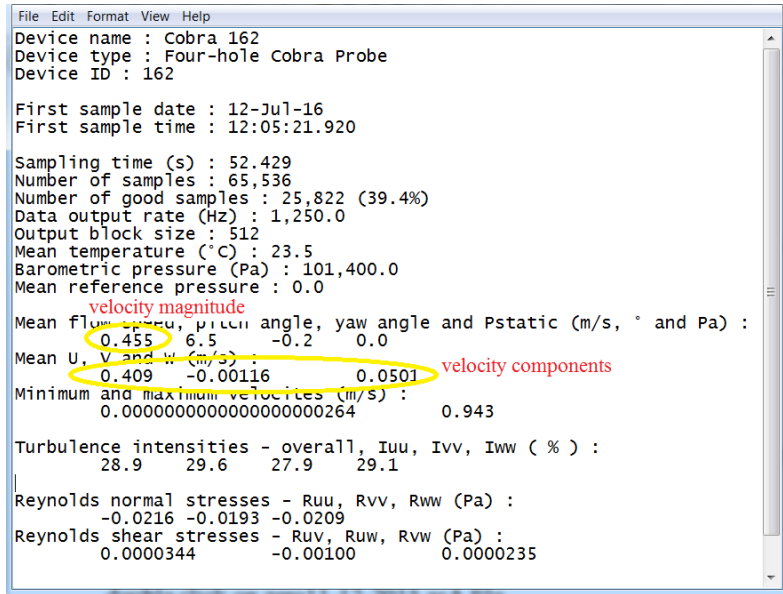 File Edit Format View Help
Device name : Cobra 162
Device type : Four-hole Cobra Probe
Device ID : 162
First sample date : 12-Jul-16
First sample time : 12:05:21.920
Sampling time (s) : 52.429
Number of samples : 65,536
Number of good samples : 25,822 (39.4%)
Data output rate (Hz) : 1,250.0
Output block size : 512
Mean temperature (°C) : 23.5
Barometric pressure (Pa) : 101,400.0
Mean reference pressure : 0.0
velocity magnitude
Mean flow speed, pitch angle, yaw angle and Pstatic (m/s, ° and Pa) :
0.455 6.5 -0.2 0.0
Mean U, V and W (m/s) :
velocity components
0.409 -0.00116 0.0501
Minimum and maximum velocites (m/s) :
0.0000000000000000000264 0.943
Turbulence intensities - overall, Iuu, Ivv, Iww ( % ) :
28.9 29.6 27.9 29.1
Reynolds normal stresses - Ruu, Rvv, Rww (Pa) :
-0.0216 -0.0193 -0.0209
Reynolds shear stresses - Ruv, Ruw, Rvw (Pa) :
0.0000344 -0.00100 0.0000235